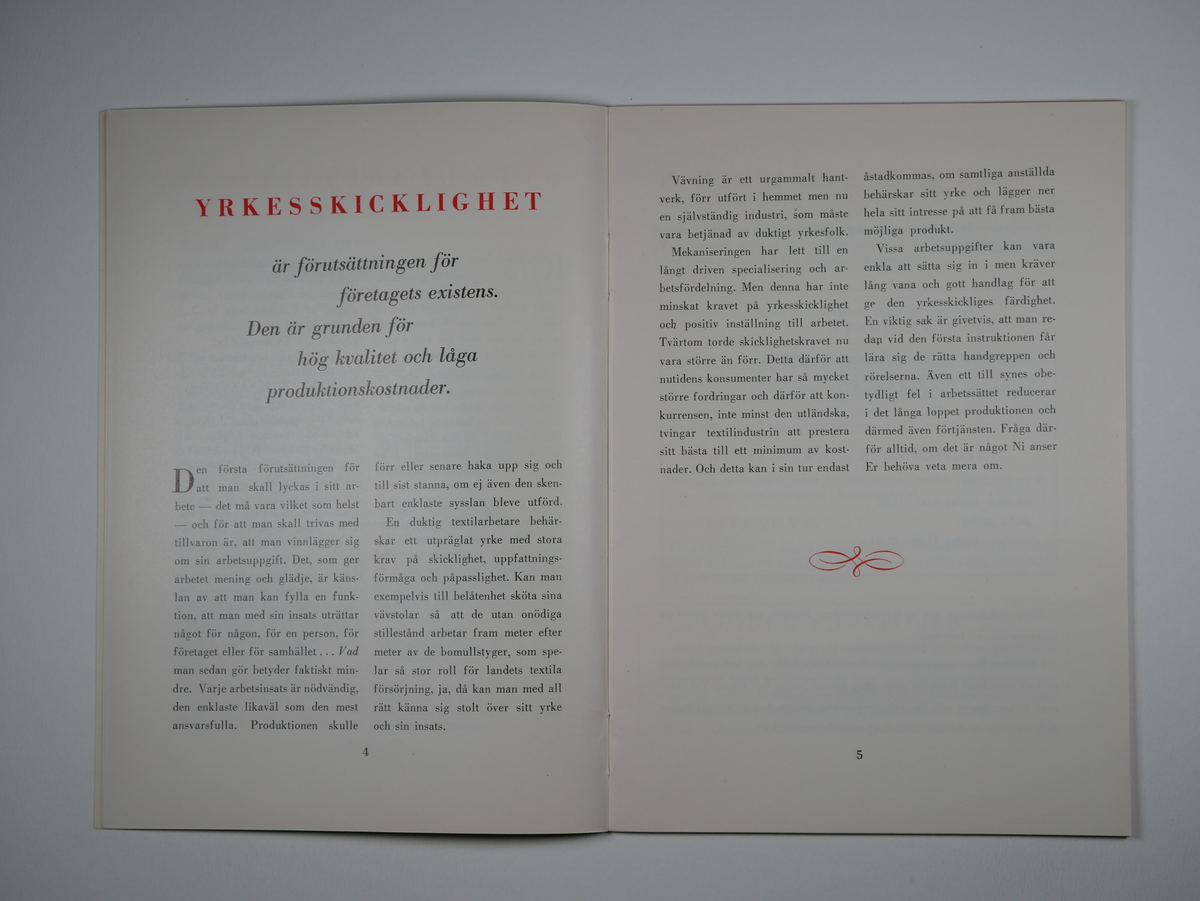 YRKESSKICKLIGHET
är förutsättningen för
företagets existens.
Den är grunden för
hög kvalitet och låga
produktionskostnader.
Den första förutsättningen för
att man skall lyckas i sitt ar-
bete — det må vara vilket som helst
— och för att man skall trivas med
tillvaron är, att man vinnlägger sig
om sin arbetsuppgift. Det, som ger
arbetet mening och glädje, är käns-
lan av att man kan fylla en funk-
tion, att man med sin insats uträttar
något för någon, för en person, för
företaget eller för samhället... Vad
man sedan gör betyder faktiskt min-
dre. Varje arbetsinsats är nödvändig,
den enklaste likaväl som den mest
ansvarsfulla. Produktionen skulle
förr eller senare haka upp sig och
till sist stanna, om ej även den sken-
bart enklaste sysslan bleve utförd.
En duktig textilarbetare behär-
skar ett utpräglat yrke med stora
krav på skicklighet, uppfattnings-
förmåga och påpasslighet. Kan man
exempelvis till belåtenhet sköta sina
vävstolar så att de utan onödiga
stillestånd arbetar fram meter efter
meter av de bomullstyger, som spe-
lar så stor roll för landets textila
försörjning, ja, då kan man med all
rätt känna sig stolt över sitt yrke
och sin insats.
4
Vävning är ett urgammalt hant-
verk, förr utfört i hemmet men nu
en självständig industri, som måste
vara betjänad av duktigt yrkesfolk.
Mekaniseringen har lett till en
långt driven specialisering och ar-
betsfördelning. Men denna har inte
minskat kravet på yrkesskicklighet
och positiv inställning till arbetet.
Tvärtom torde skicklighetskravet nu
vara större än förr. Detta därför att
nutidens konsumenter har så mycket
större fordringar och därför att kon-
kurrensen, inte minst den utländska,
tvingar textilindustrin att prestera
sitt bästa till ett minimum av kost-
nader. Och detta kan i sin tur endast
åstadkommas, om samtliga anställda
behärskar sitt yrke och lägger ner
hela sitt intresse på att få fram bästa
möjliga produkt.
Vissa arbetsuppgifter kan vara
enkla att sätta sig in i men kräver
lång vana och gott handlag för att
ge den yrkesskickliges färdighet.
En viktig sak är givetvis, att man re-
dan vid den första instruktionen får
lära sig de rätta handgreppen och
rörelserna. Även ett till synes obe-
tydligt fel i arbetssättet reducerar
i det långa loppet produktionen och
därmed även förtjänsten. Fråga där-
för alltid, om det är något Ni anser
Er behöva veta mera om.
5